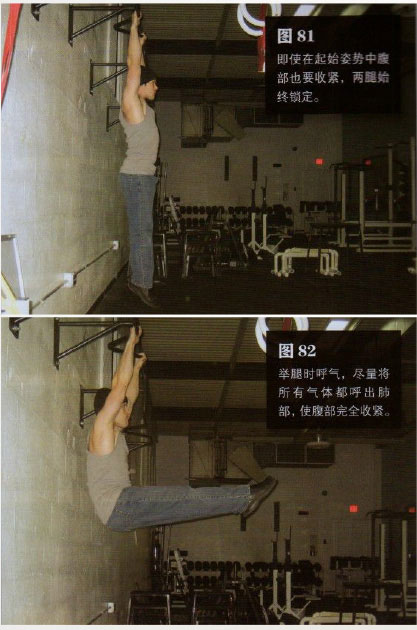 图 81
即使在起始姿势中腹
部也要收紧，两腿始
终锁定。
图 82
举腿时呼气，尽量将
所有气体都呼出肺
部，使腹部完全收紧。